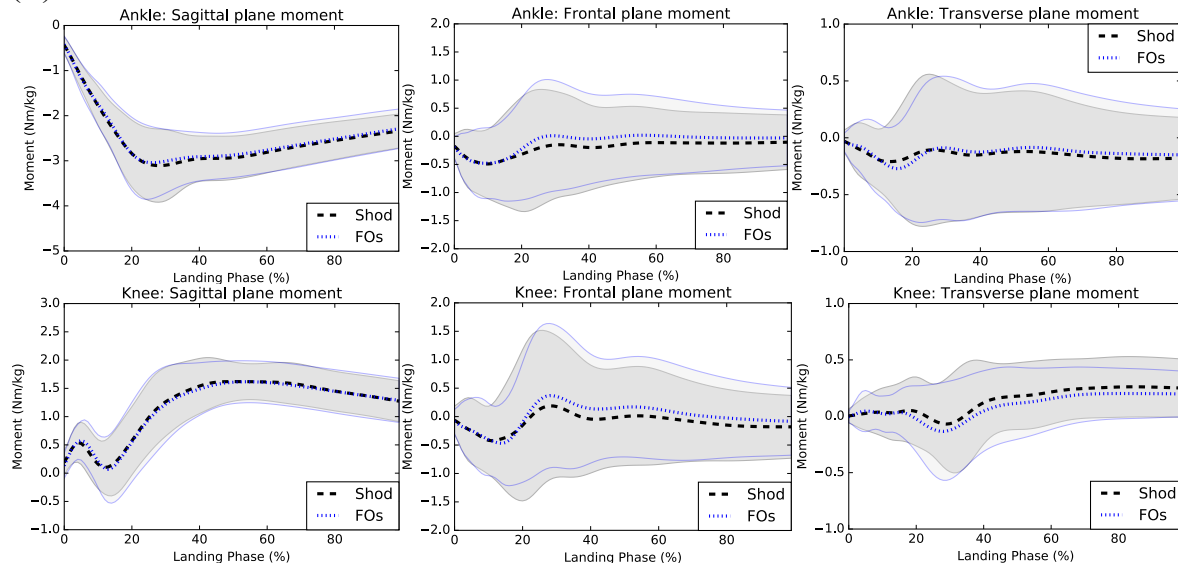 Ankle: Sagittal plane moment
Moment (Nm/kg)
0
−1
−2
−3
−4
−5
0 20 40 60 80
Landing Phase (%)
Shod
FOs
Ankle: Frontal plane moment
Moment (Nm/kg)
2.0
1.5
1.0
0.5
0.0
−0.5
−1.0
−1.5
−2.0
0 20 40 60 80
Landing Phase (%)
Shod
FOs
Ankle: Transverse plane moment
Moment (Nm/kg)
1.0
0.5
0.0
−0.5
−1.0
0 20 40 60 80
Landing Phase (%)
Shod
FOs
Knee: Sagittal plane moment
Moment (Nm/kg)
3.0
2.5
2.0
1.5
1.0
0.5
0.0
−0.5
−1.0
0 20 40 60 80
Landing Phase (%)
Shod
FOs
Knee: Frontal plane moment
Moment (Nm/kg)
2.0
1.5
1.0
0.5
0.0
−0.5
−1.0
−1.5
−2.0
0 20 40 60 80
Landing Phase (%)
Shod
FOs
Knee: Transverse plane moment
Moment (Nm/kg)
1.0
0.5
0.0
−0.5
−1.0
0 20 40 60 80
Landing Phase (%)
Shod
FOs